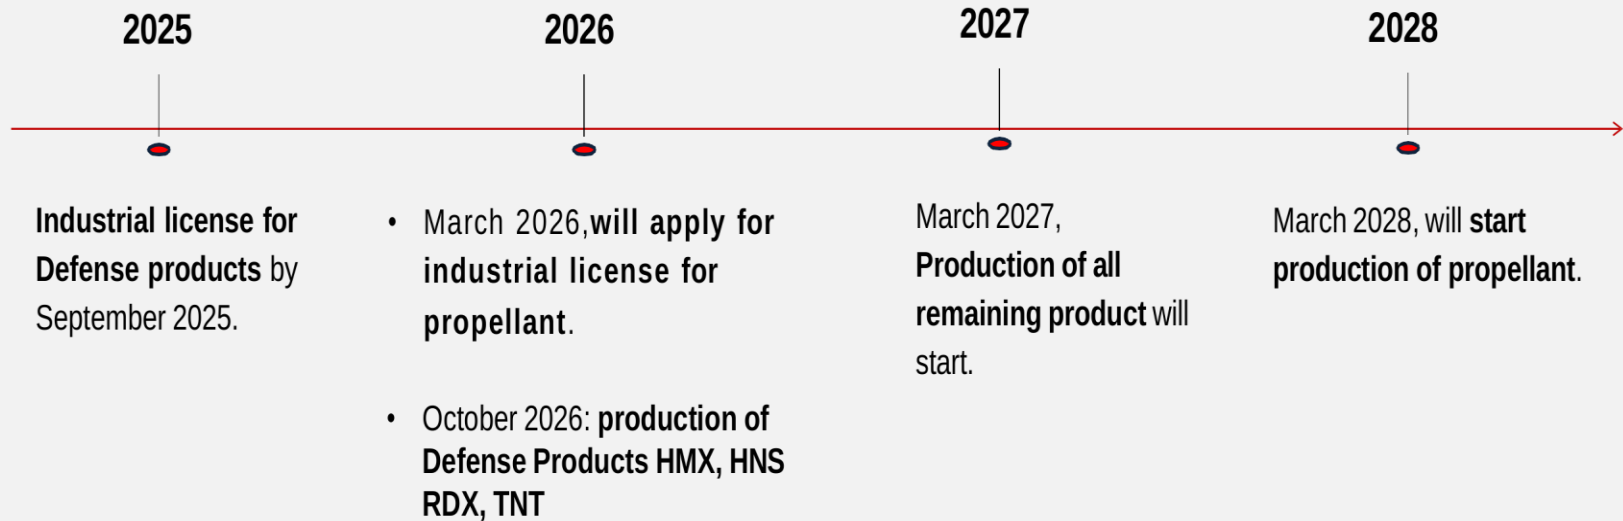 2025
2026
2027
2028
Industrial license for
Defense products by
September 2025.
• March 2026,will apply for
industrial license for
propellant.
• October 2026: production of
Defense Products HMX, HNS
RDX, TNT
March 2027,
Production of all
remaining product will
start.
March 2028, will start
production of propellant.